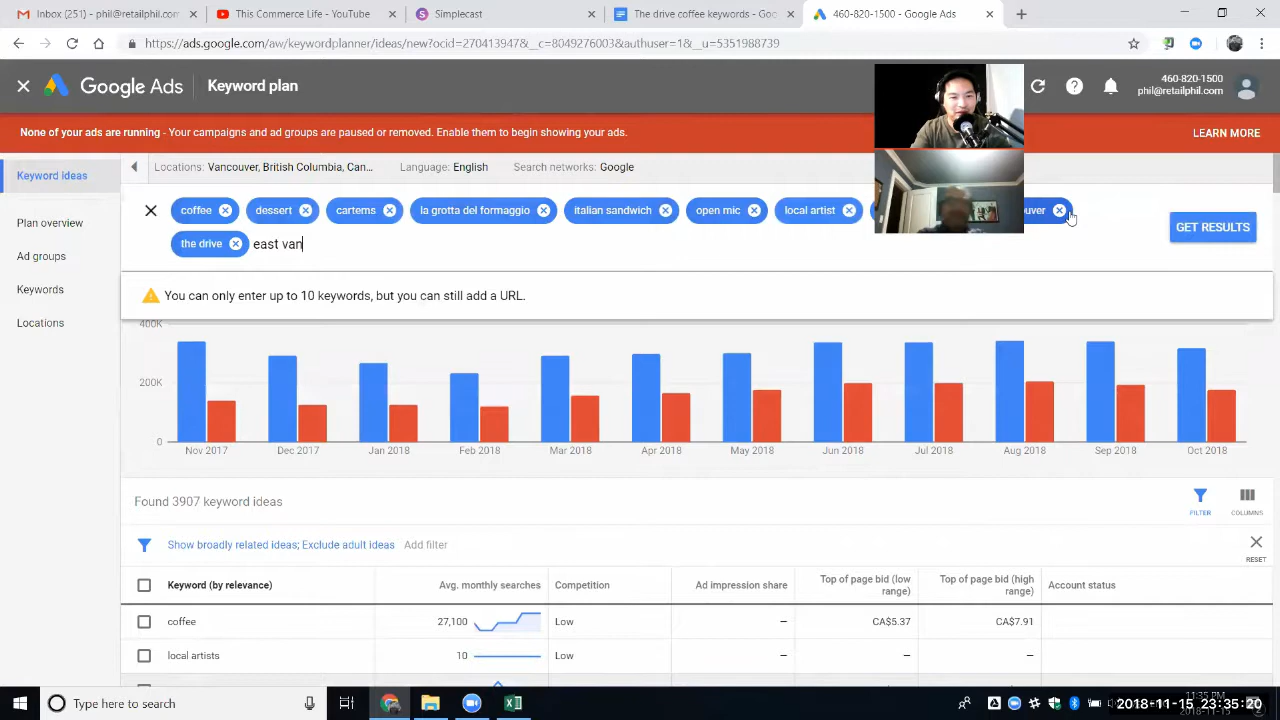 Inbox (251) - phil@retailphil.com
This Commerce Life - YouTube
Simplecast
The drive coffee keywords - Goo
460-820-1500 - Google Ads
https://ads.google.com/aw/keywordplanner/ideas/new?ocid=270413947&__c=8049276003&authuser=1&__u=5351988739
Google Ads
Keyword plan
460-820-1500
phil@retailphil.com
None of your ads are running - Your campaigns and ad groups are paused or removed. Enable them to begin showing your ads.
LEARN MORE
Keyword ideas
Plan overview
Ad groups
Keywords
Locations
Locations: Vancouver, British Columbia, Can...
Language: English
Search networks: Google
coffee
dessert
cartems
la grotta del formaggio
italian sandwich
open mic
local artist
uver
the drive
east van
GET RESULTS
You can only enter up to 10 keywords, but you can still add a URL.
400K
200K
0
Nov 2017
Dec 2017
Jan 2018
Feb 2018
Mar 2018
Apr 2018
May 2018
Jun 2018
Jul 2018
Aug 2018
Sep 2018
Oct 2018
Found 3907 keyword ideas
FILTER
COLUMNS
Show broadly related ideas; Exclude adult ideas
Add filter
RESET
Keyword (by relevance)
Avg. monthly searches
Competition
Ad impression share
Top of page bid (low
range)
Top of page bid (high
range)
Account status
coffee
27,100
Low
–
CA$5.37
CA$7.91
local artists
10
Low
–
–
–
Type here to search
11:35 PM
2018-11-15 23:35:20
2018-11-15